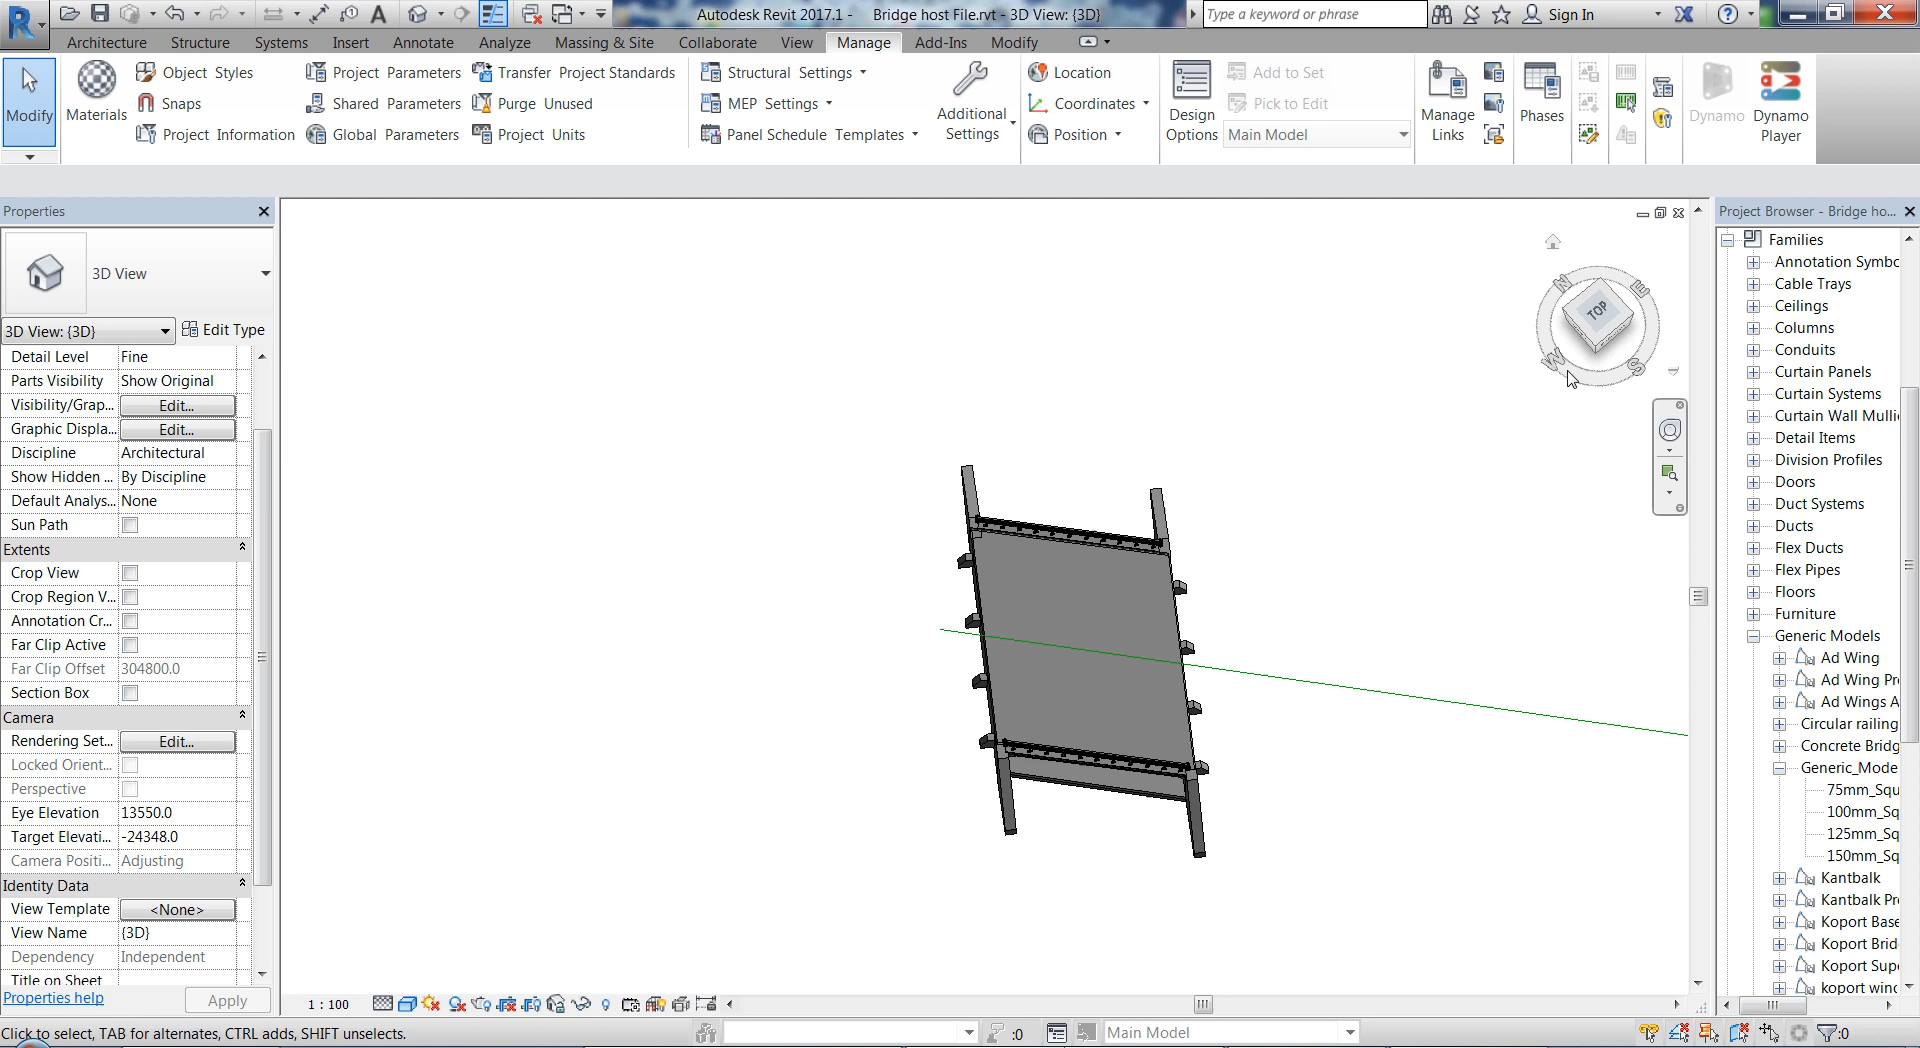 Autodesk Revit 2017.1 - Bridge host File.rvt - 3D View: {3D}
Type a keyword or phrase
Sign In
Architecture Structure Systems Insert Annotate Analyze Massing & Site Collaborate View Manage Add-Ins Modify
Modify
Materials
Object Styles
Snaps
Project Information
Project Parameters
Shared Parameters
Global Parameters
Transfer Project Standards
Purge Unused
Project Units
Structural Settings
MEP Settings
Panel Schedule Templates
Additional
Settings
Location
Coordinates
Position
Design
Options
Add to Set
Pick to Edit
Main Model
Manage
Links
Phases
Dynamo
Dynamo
Player
Properties
3D View
3D View: {3D}
Edit Type
Detail Level Fine
Parts Visibility Show Original
Visibility/Grap... Edit...
Graphic Displa... Edit...
Discipline Architectural
Show Hidden ... By Discipline
Default Analys... None
Sun Path
Extents
Crop View
Crop Region V...
Annotation Cr...
Far Clip Active
Far Clip Offset 304800.0
Section Box
Camera
Rendering Set... Edit...
Locked Orient...
Perspective
Eye Elevation 13550.0
Target Elevati... -24348.0
Camera Positi... Adjusting
Identity Data
View Template <None>
View Name {3D}
Dependency Independent
Title on Sheet
Properties help
Apply
N
E
TOP
W
S
1 : 100
Project Browser - Bridge ho...
Families
Annotation Symbo
Cable Trays
Ceilings
Columns
Conduits
Curtain Panels
Curtain Systems
Curtain Wall Mulli
Detail Items
Division Profiles
Doors
Duct Systems
Ducts
Flex Ducts
Flex Pipes
Floors
Furniture
Generic Models
Ad Wing
Ad Wing Pr
Ad Wings A
Circular railing
Concrete Bridg
Generic_Mode
75mm_Squ
100mm_Sq
125mm_Sq
150mm_Sq
Kantbalk
Kantbalk Pr
Koport Base
Koport Brid
Koport Sup
koport winc
Click to select, TAB for alternates, CTRL adds, SHIFT unselects.
:0
Main Model
:0